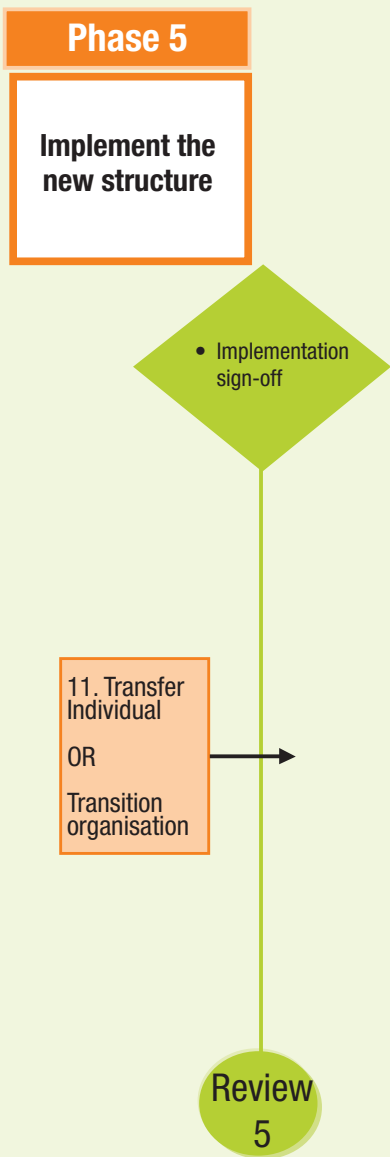 Phase 5
Implement the
new structure
• Implementation
sign-off
11. Transfer
Individual
OR
Transition
organisation
Review
5